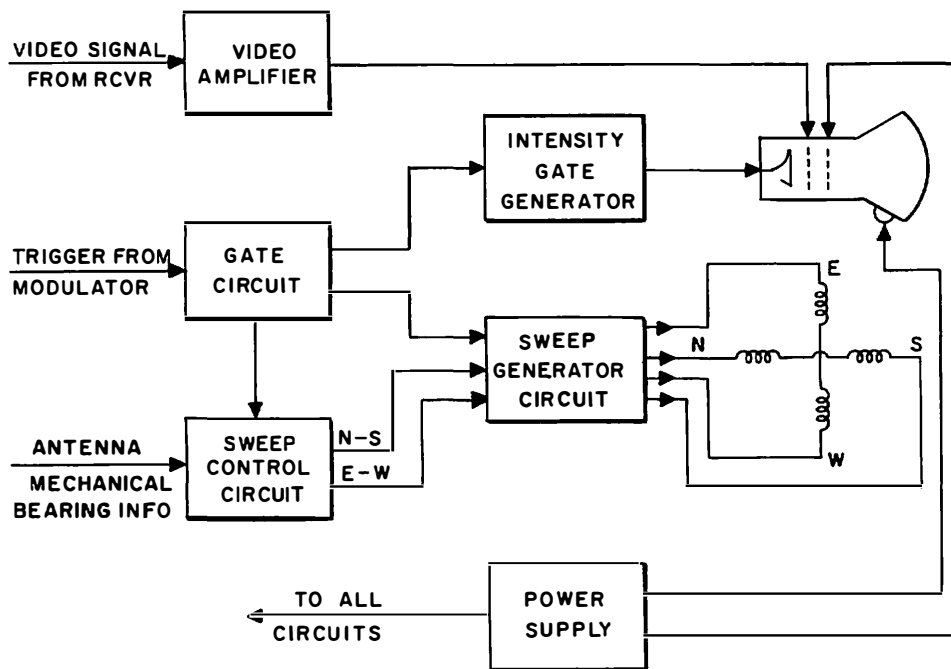 VIDEO SIGNAL
FROM RCVR
VIDEO
AMPLIFIER
INTENSITY
GATE
GENERATOR
TRIGGER FROM
MODULATOR
GATE
CIRCUIT
SWEEP
GENERATOR
CIRCUIT
E
N
S
W
ANTENNA
MECHANICAL
BEARING INFO
SWEEP
CONTROL
CIRCUIT
N-S
E-W
TO ALL
CIRCUITS
POWER
SUPPLY